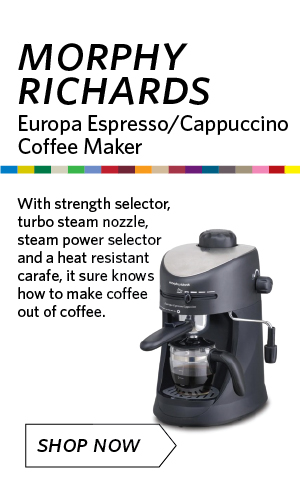 MORPHY
RICHARDS
Europa Espresso/Cappuccino
Coffee Maker
With strength selector,
turbo steam nozzle,
steam power selector
and a heat resistant
carafe, it sure knows
how to make coffee
out of coffee.
SHOP NOW